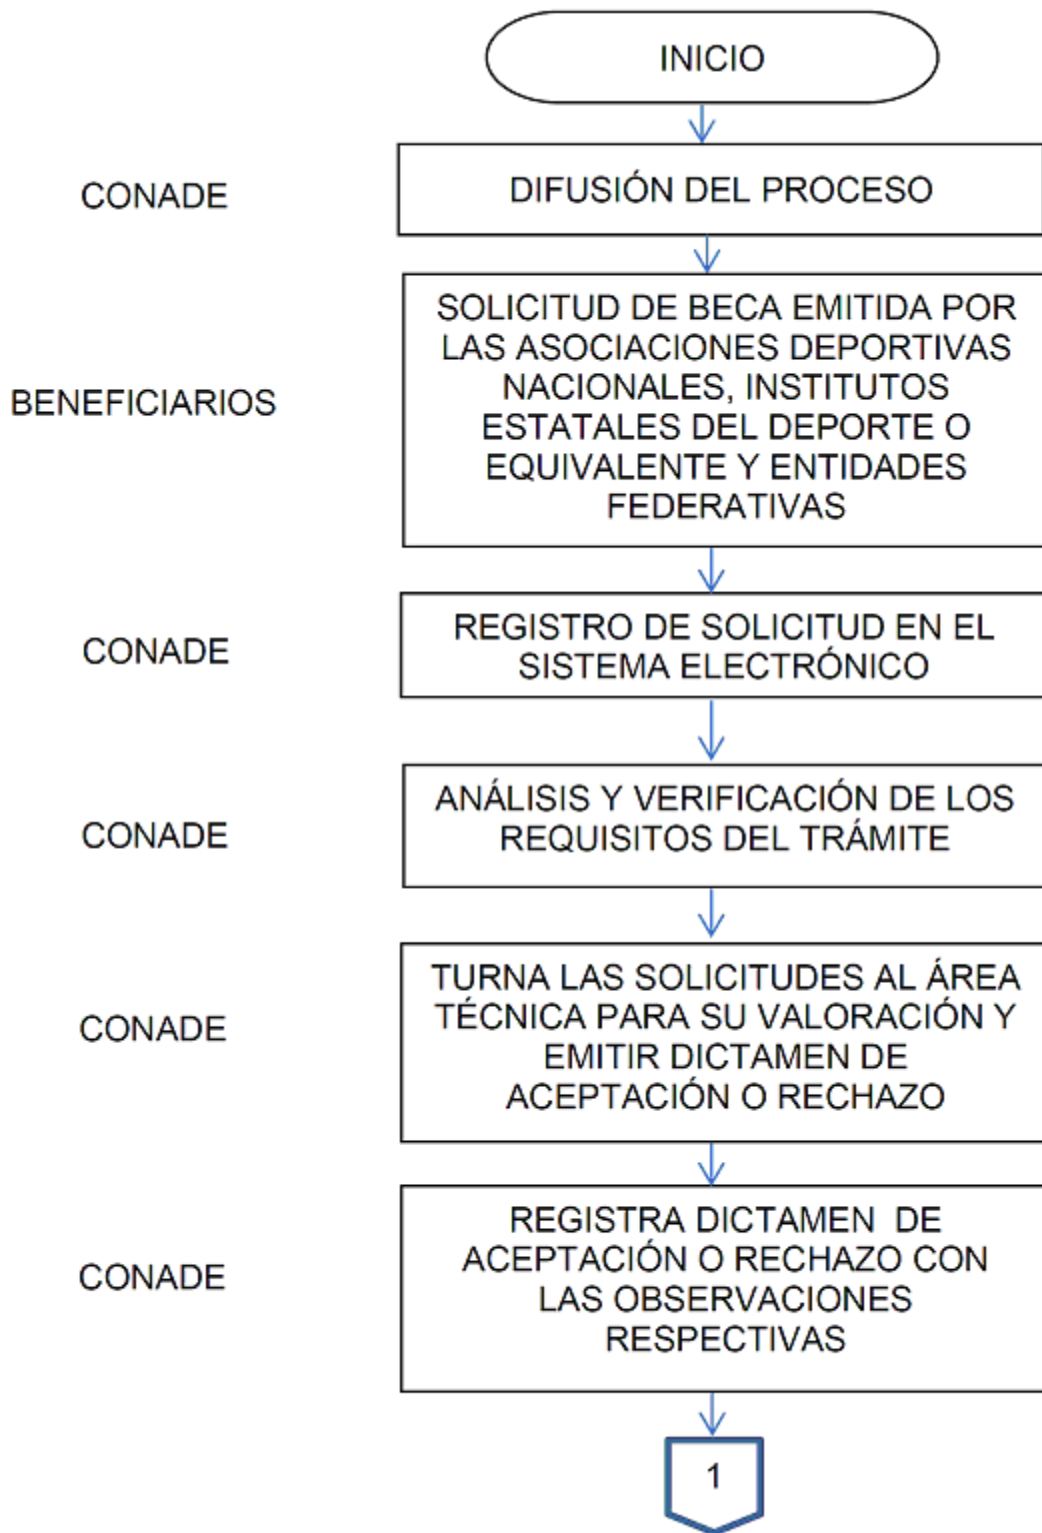 INICIO
CONADE
DIFUSIÓN DEL PROCESO
BENEFICIARIOS
SOLICITUD DE BECA EMITIDA POR
LAS ASOCIACIONES DEPORTIVAS
NACIONALES, INSTITUTOS
ESTATALES DEL DEPORTE O
EQUIVALENTE Y ENTIDADES
FEDERATIVAS
CONADE
REGISTRO DE SOLICITUD EN EL
SISTEMA ELECTRÓNICO
CONADE
ANÁLISIS Y VERIFICACIÓN DE LOS
REQUISITOS DEL TRÁMITE
CONADE
TURNA LAS SOLICITUDES AL ÁREA
TÉCNICA PARA SU VALORACIÓN Y
EMITIR DICTAMEN DE
ACEPTACIÓN O RECHAZO
CONADE
REGISTRA DICTAMEN  DE
ACEPTACIÓN O RECHAZO CON
LAS OBSERVACIONES
RESPECTIVAS
1